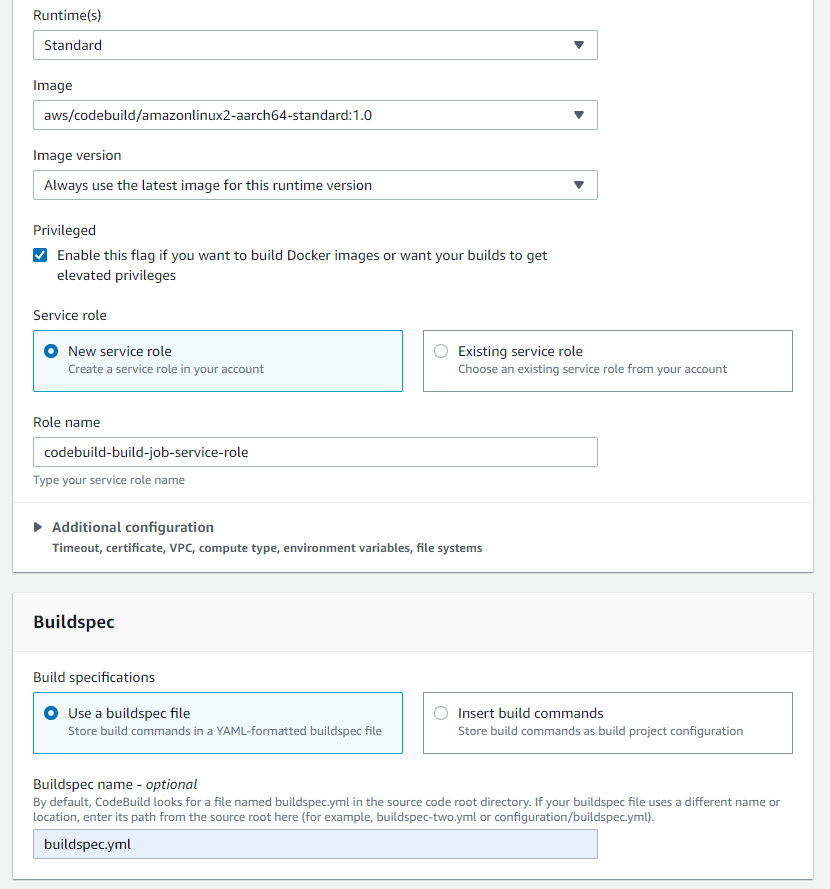 Runtime(s)
Standard
Image
aws/codebuild/amazonlinux2-aarch64-standard:1.0
Image version
Always use the latest image for this runtime version
Privileged
Enable this flag if you want to build Docker images or want your builds to get
elevated privileges
Service role
New service role
Create a service role in your account
Existing service role
Choose an existing service role from your account
Role name
codebuild-build-job-service-role
Type your service role name
Additional configuration
Timeout, certificate, VPC, compute type, environment variables, file systems
Buildspec
Build specifications
Use a buildspec file
Store build commands in a YAML-formatted buildspec file
Insert build commands
Store build commands as build project configuration
Buildspec name - optional
By default, CodeBuild looks for a file named buildspec.yml in the source code root directory. If your buildspec file uses a different name or
location, enter its path from the source root here (for example, buildspec-two.yml or configuration/buildspec.yml).
buildspec.yml